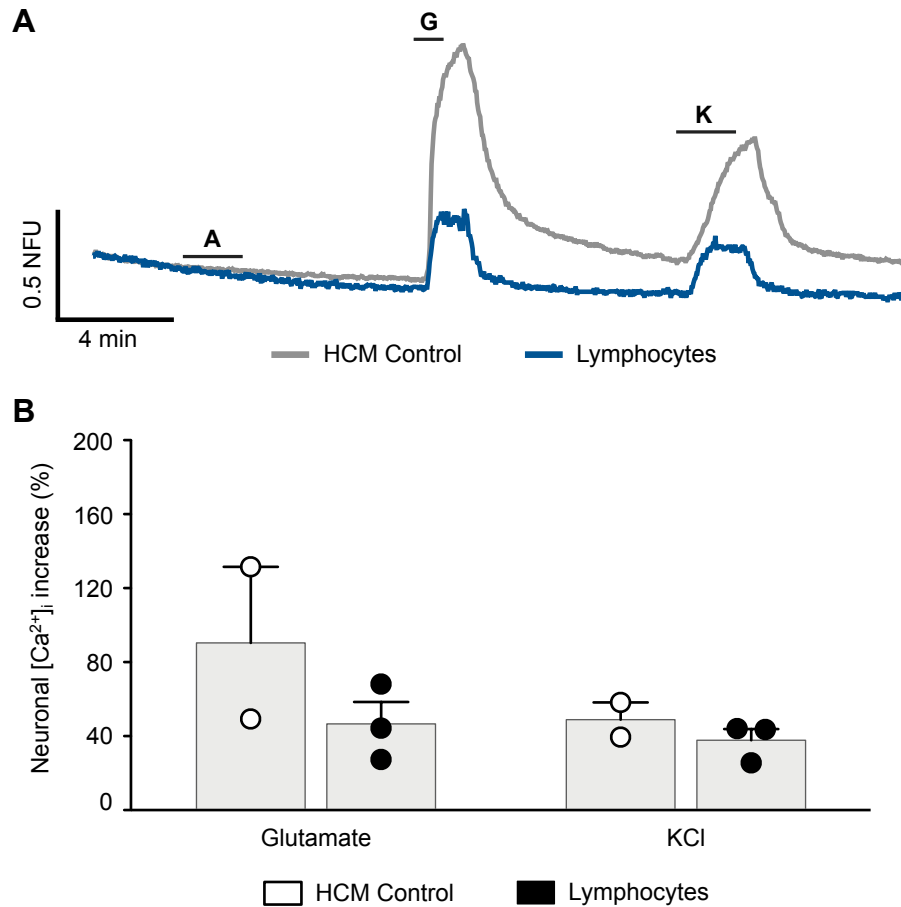 A
G
K
A
0.5 NFU
4 min
HCM Control Lymphocytes
B
Neuronal [Ca²⁺]ᵢ increase (%)
200
160
120
80
40
0
Glutamate KCl
HCM Control Lymphocytes